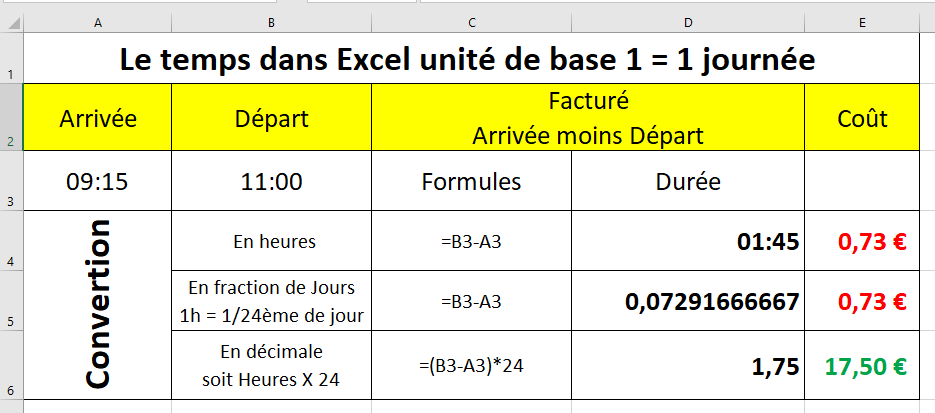 A B C D E
1 Le temps dans Excel unité de base 1 = 1 journée
2 Arrivée Départ Facturé Coût
Arrivée moins Départ
3 09:15 11:00 Formules Durée
Convertion
4 En heures =B3-A3 01:45 0,73 €
En fraction de Jours
5 1h = 1/24ème de jour =B3-A3 0,07291666667 0,73 €
En décimale
6 soit Heures X 24 =(B3-A3)*24 1,75 17,50 €